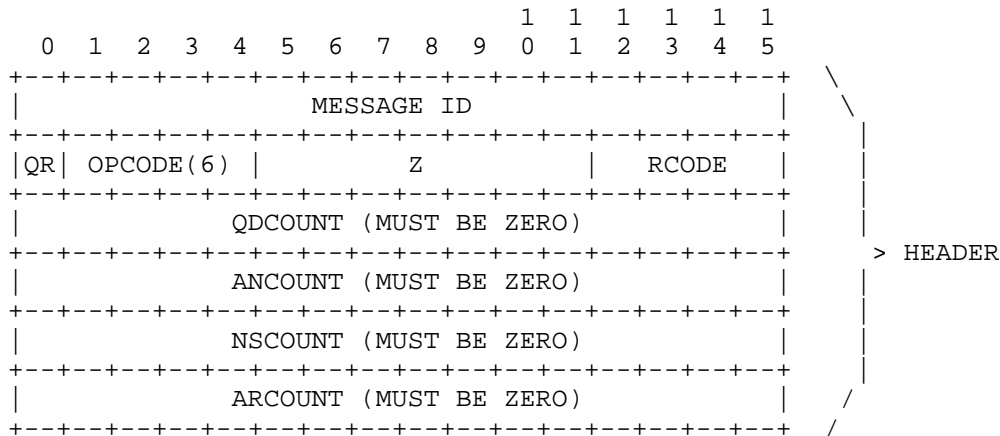 1  1  1  1  1  1
  0  1  2  3  4  5  6  7  8  9  0  1  2  3  4  5
+--+--+--+--+--+--+--+--+--+--+--+--+--+--+--+--+  \
|                  MESSAGE ID                   |   \
+--+--+--+--+--+--+--+--+--+--+--+--+--+--+--+--+    |
|QR| OPCODE(6) |         Z          |   RCODE   |    |
+--+--+--+--+--+--+--+--+--+--+--+--+--+--+--+--+    |
|             QDCOUNT (MUST BE ZERO)            |    |
+--+--+--+--+--+--+--+--+--+--+--+--+--+--+--+--+     > HEADER
|             ANCOUNT (MUST BE ZERO)            |    |
+--+--+--+--+--+--+--+--+--+--+--+--+--+--+--+--+    |
|             NSCOUNT (MUST BE ZERO)            |    |
+--+--+--+--+--+--+--+--+--+--+--+--+--+--+--+--+    |
|             ARCOUNT (MUST BE ZERO)            |   /
+--+--+--+--+--+--+--+--+--+--+--+--+--+--+--+--+  /